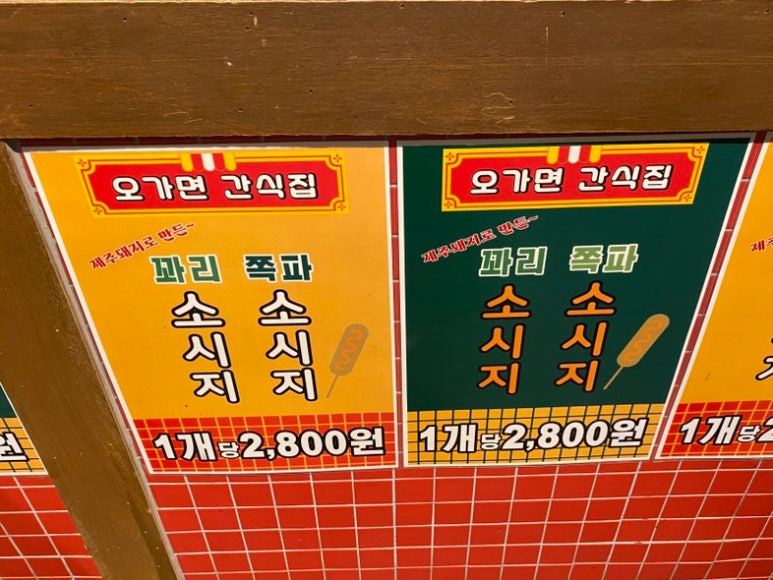 오가면 간식집
제주돼지로 만든~
꽈리 쪽파
소시지 소시지
1개당 2,800원
오가면 간식집
제주돼지로 만든~
꽈리 쪽파
소시지 소시지
1개당 2,800원
원
제주
1개당 2